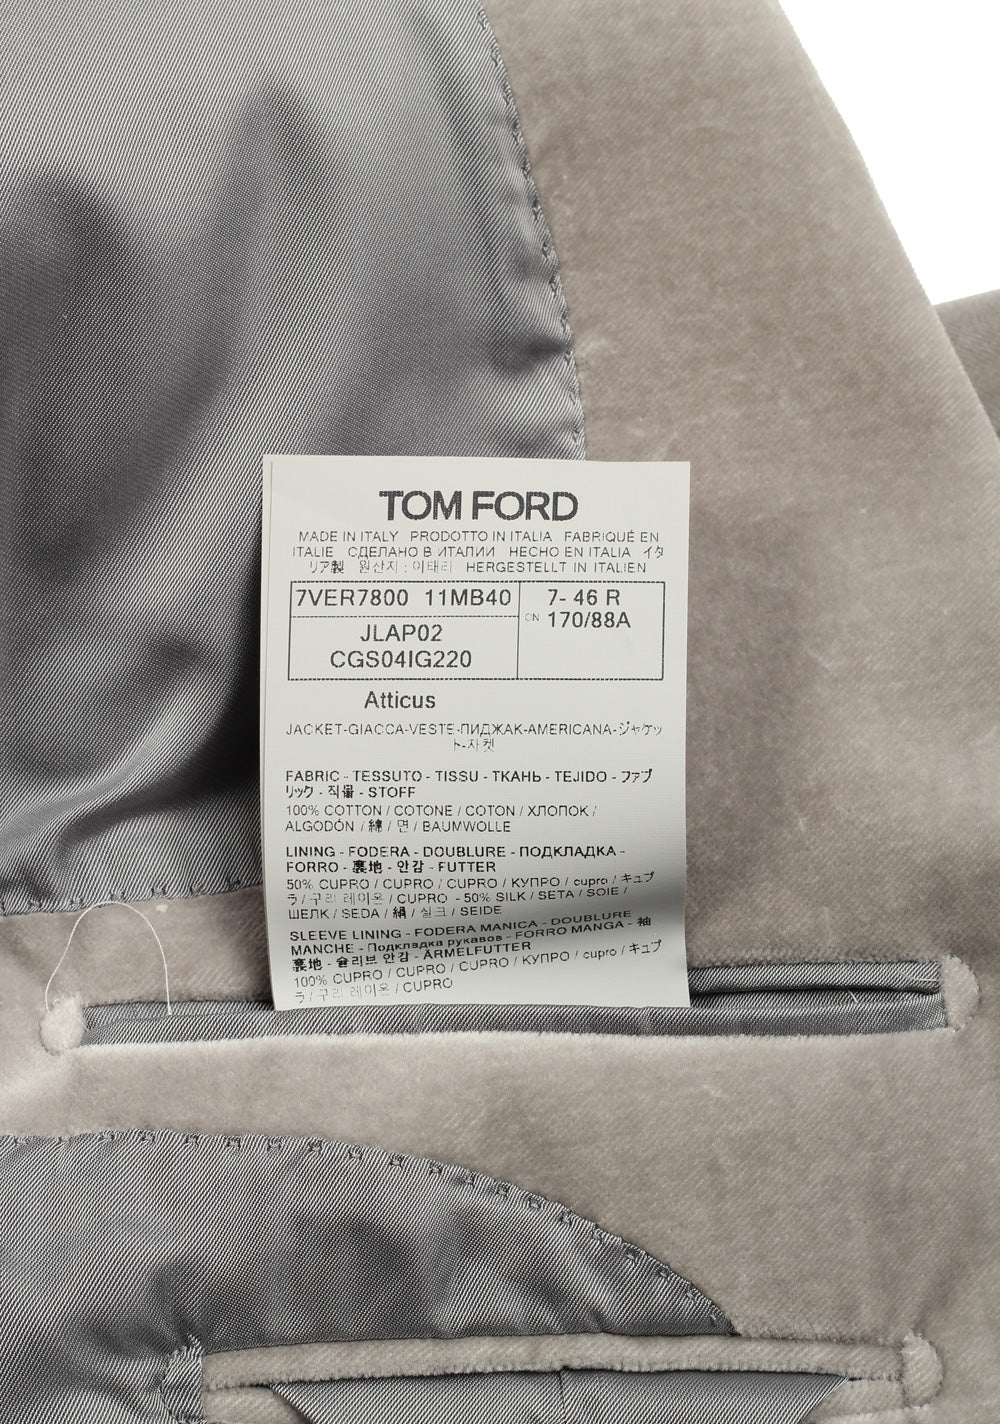 TOM FORD
MADE IN ITALY PRODOTTO IN ITALIA FABRIQUÉ EN
ITALIE СДЕЛАНО В ИТАЛИИ HECHO EN ITALIA イタ
リア製 원산지 : 이태리 HERGESTELLT IN ITALIEN
7VER7800 11MB40
7- 46 R
CN 170/88A
JLAP02
CGS04IG220
Atticus
JACKET-GIACCA-VESTE-ПИДЖАК-AMERICANA-ジャケッ
ト-자켓
FABRIC - TESSUTO - TISSU - ТКАНЬ - TEJIDO - ファブ
リック - 직물 - STOFF
100% COTTON / COTONE / COTON / ХЛОПОК /
ALGODÓN / 綿 / 면 / BAUMWOLLE
LINING - FODERA - DOUBLURE - ПОДКЛАДКА -
FORRO - 裏地 - 안감 - FUTTER
50% CUPRO / CUPRO / CUPRO / КУПРО / cupro / キュプ
ラ / 구리 레이온 / CUPRO - 50% SILK / SETA / SOIE /
ШЕЛК / SEDA / 絹 / 실크 / SEIDE
SLEEVE LINING - FODERA MANICA - DOUBLURE
MANCHE - Подкладка рукавов - FORRO MANGA - 袖
裏地 - 슬리브 안감 - ÄRMELFUTTER
100% CUPRO / CUPRO / CUPRO / КУПРО / cupro / キュプ
ラ / 구리 레이온 / CUPRO